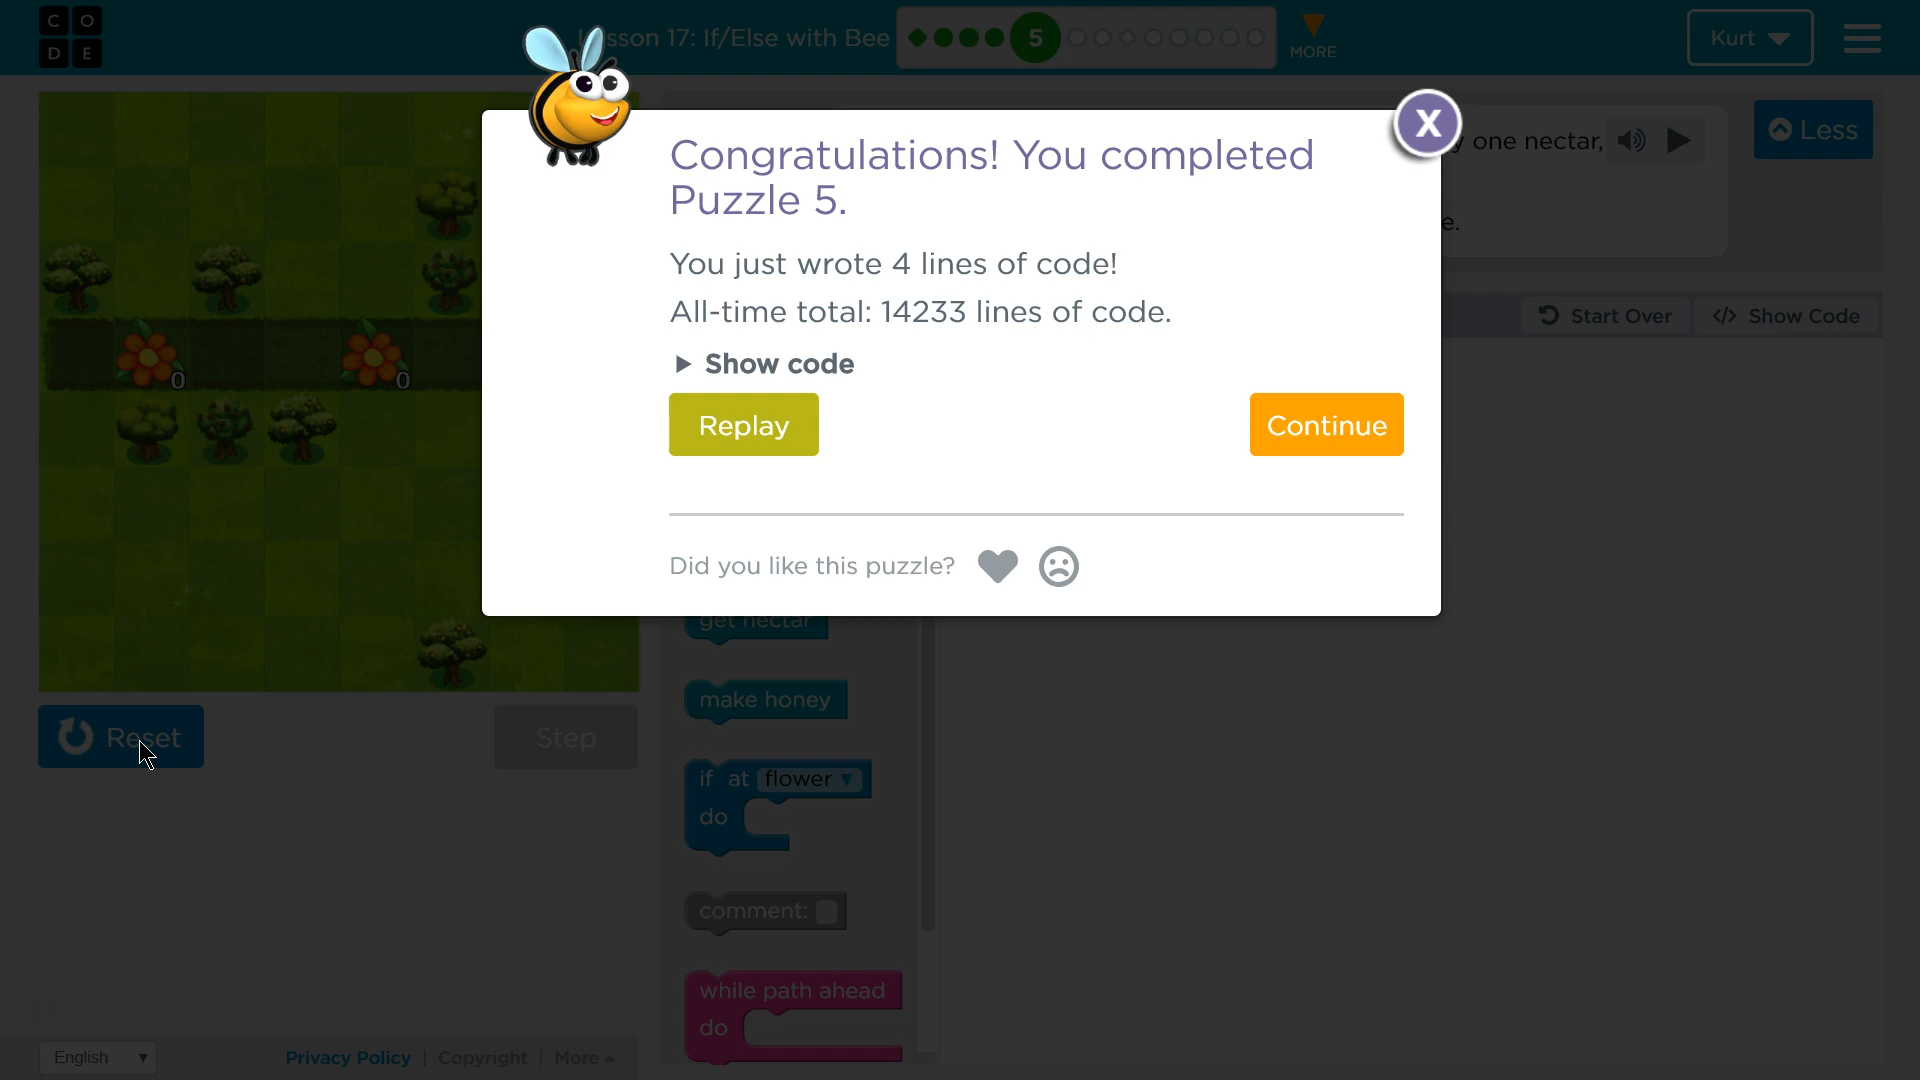 C O
D E
Lesson 17: If/Else with Bee
5
MORE
Kurt
X
Congratulations! You completed
Puzzle 5.
You just wrote 4 lines of code!
All-time total: 14233 lines of code.
Show code
Replay
Continue
Did you like this puzzle?
one nectar,
Less
Start Over
Show Code
0
0
Reset
Step
get nectar
make honey
if at flower
do
comment:
while path ahead
do
English
Privacy Policy | Copyright | More